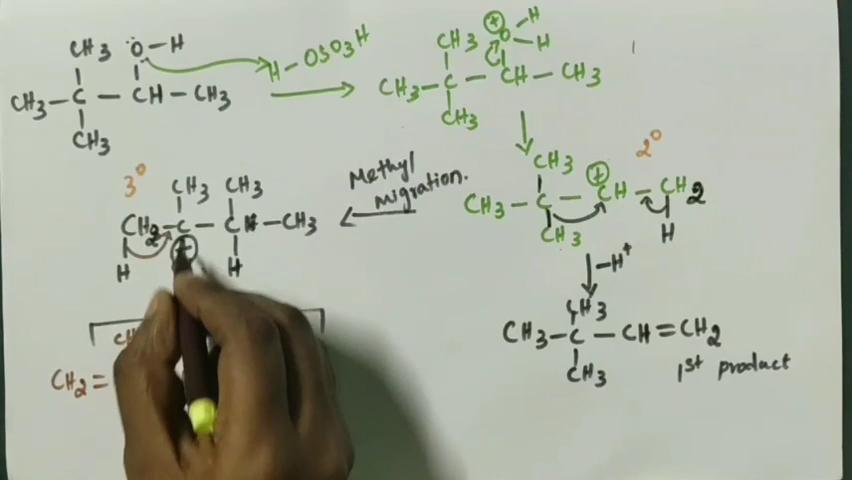 CH3 O̤ — H
CH3 — C — CH — CH3
CH3
H — OSO3H
⊕ H
CH3 O H
CH3 — C — CH — CH3
CH3
2°
CH3 ⊕
CH3 — C — CH — CH2
CH3 H
Methyl
migration.
3°
CH3 CH3
CH2 — C — CH — CH3
H + H
-H+
CH3
CH3 — C — CH = CH2
CH3
1st product
CH2 =